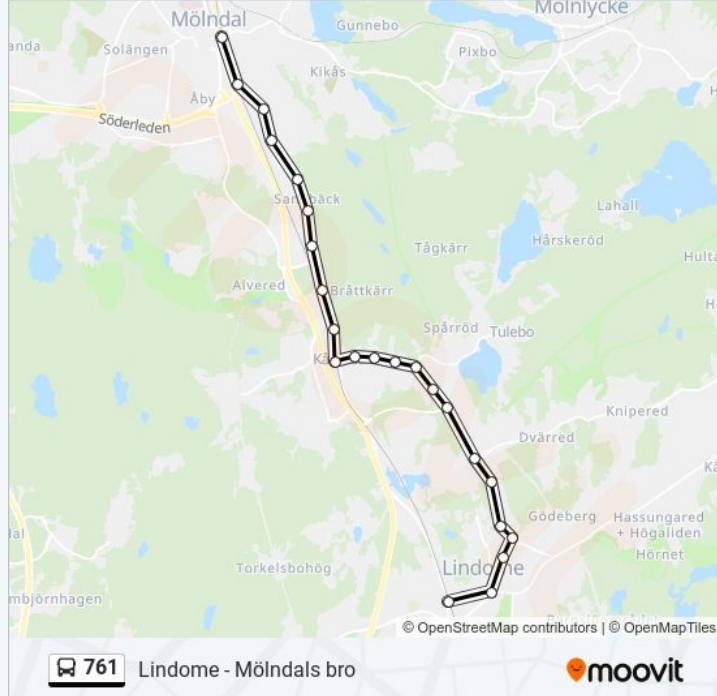 Mölndal
Mölnlycke
Gunnebo
anda
Solängen
Pixbo
Kikås
Åby
Söderleden
Lahall
Tågkärr
Hårskeröd
Alvered
Bråttkärr
Spårröd
Tulebo
Knipered
Dvärred
Gödeberg
Hassungared
+ Högaliden
Hörnet
Lindome
Torkelsbohög
mbjörnhagen
© OpenStreetMap contributors | © OpenMapTiles
761
Lindome - Mölndals bro
moovit